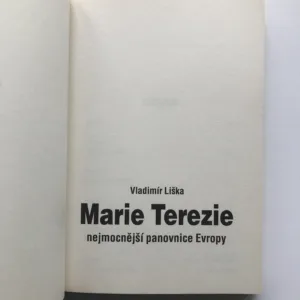 Vladimír Liška
Marie Terezie
nejmocnější panovnice Evropy